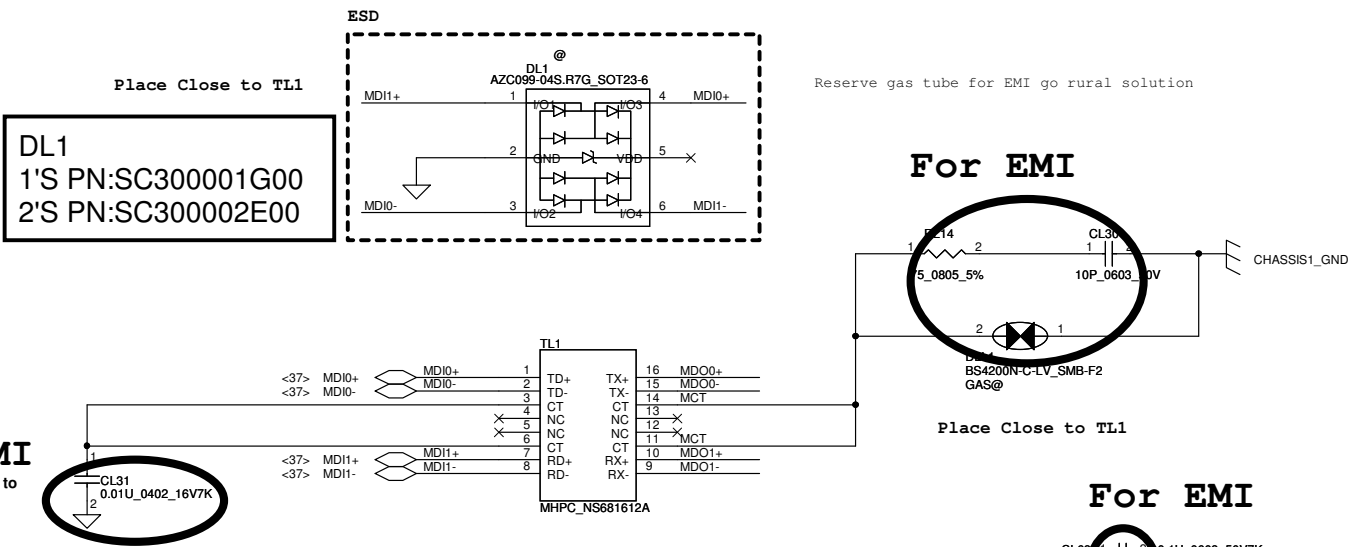 ESD
@
DL1
AZC099-04S.R7G_SOT23-6
Place Close to TL1
Reserve gas tube for EMI go rural solution
MDI1+ 1 I/O1 I/O3 4 MDI0+
2 GND VDD 5
MDI0- 3 I/O2 I/O4 6 MDI1-
DL1
1'S PN:SC300001G00
2'S PN:SC300002E00
For EMI
CL30
1 2 1 2
75_0805_5% 10P_0603_
CHASSIS1_GND
2 1
BS4200N-C-LV_SMB-F2
GAS@
Place Close to TL1
TL1
<37> MDI0+ MDI0+ 1 TD+ TX+ 16 MDO0+
<37> MDI0- MDI0- 2 TD- TX- 15 MDO0-
3 CT CT 14 MCT
4 NC NC 13
5 NC NC 12
6 CT CT 11 MCT
<37> MDI1+ MDI1+ 7 RD+ RX+ 10 MDO1+
<37> MDI1- MDI1- 8 RD- RX- 9 MDO1-
MHPC_NS681612A
to
1
CL31
0.01U_0402_16V7K
2
For EMI